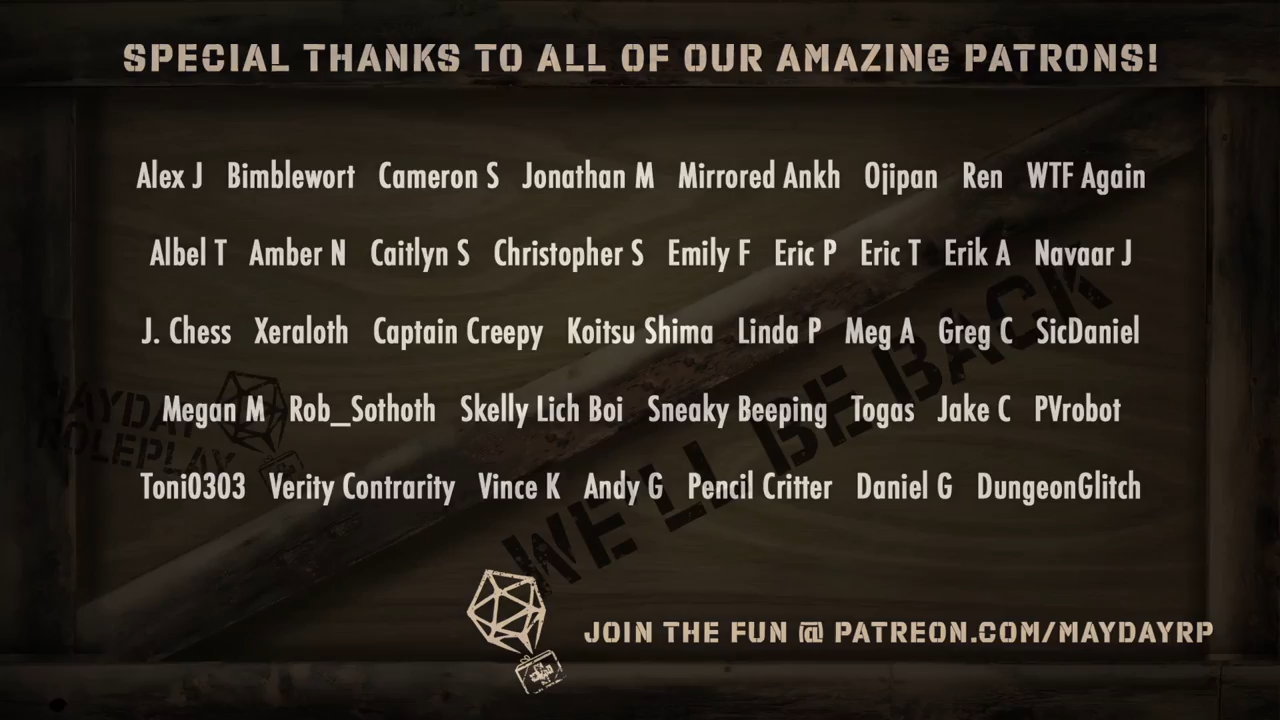 SPECIAL THANKS TO ALL OF OUR AMAZING PATRONS!
Alex J Bimblewort Cameron S Jonathan M Mirrored Ankh Ojipan Ren WTF Again
Albel T Amber N Caitlyn S Christopher S Emily F Eric P Eric T Erik A Navaar J
J. Chess Xeraloth Captain Creepy Koitsu Shima Linda P Meg A Greg C SicDaniel
Megan M Rob_Sothoth Skelly Lich Boi Sneaky Beeping Togas Jake C PVrobot
Toni0303 Verity Contrarity Vince K Andy G Pencil Critter Daniel G DungeonGlitch
MAYDAY
ROLEPLAY
WE'LL BE BACK
JOIN THE FUN @ PATREON.COM/MAYDAYRP